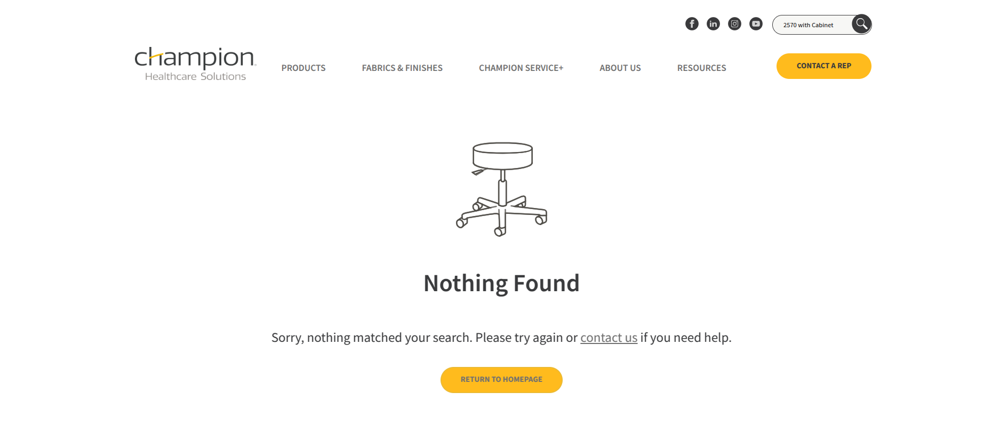 2570 with Cabinet
champion
Healthcare Solutions
PRODUCTS
FABRICS & FINISHES
CHAMPION SERVICE+
ABOUT US
RESOURCES
CONTACT A REP
Nothing Found
Sorry, nothing matched your search. Please try again or contact us if you need help.
RETURN TO HOMEPAGE